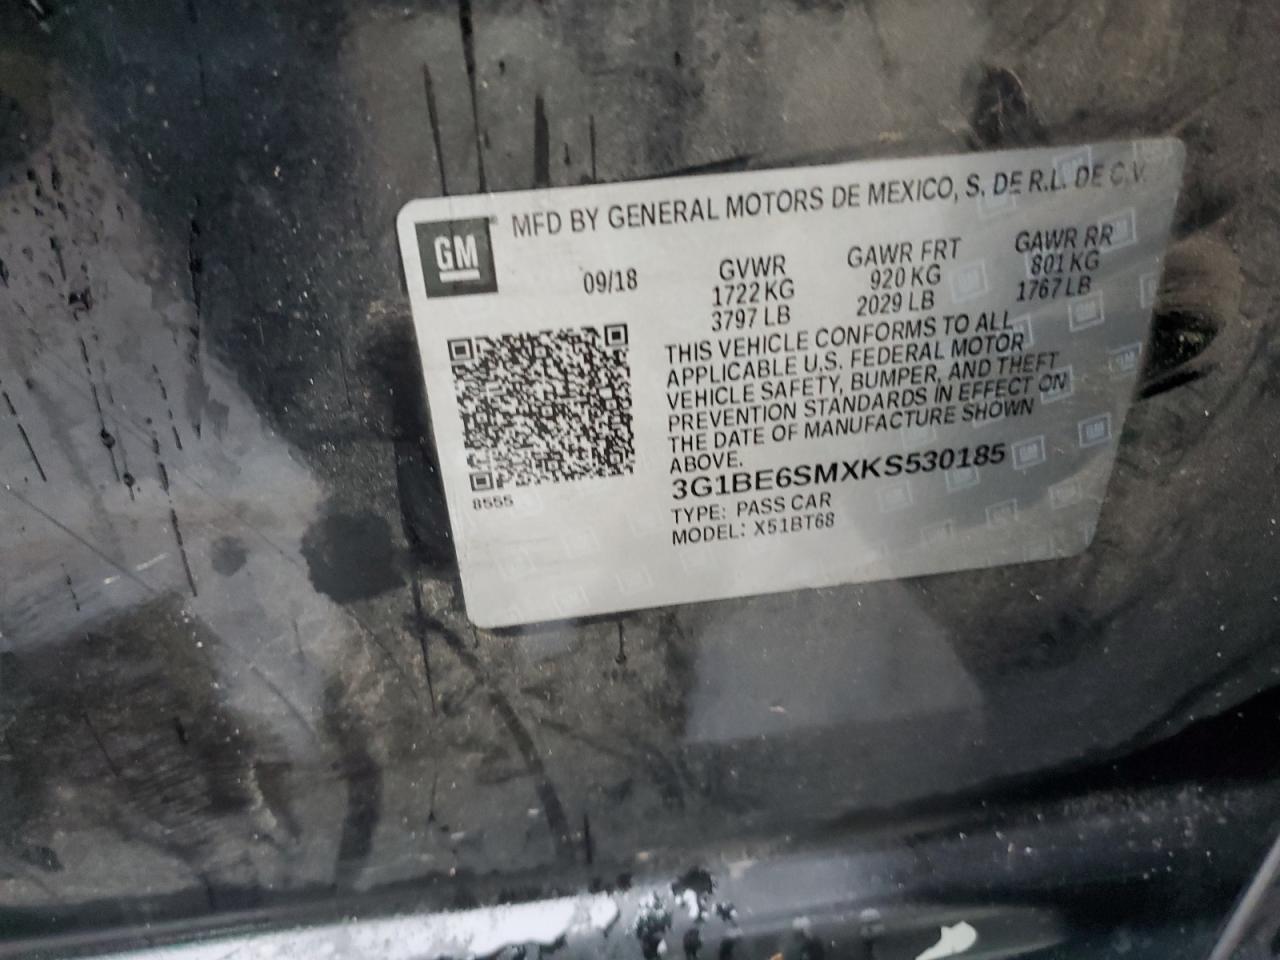 GM
MFD BY GENERAL MOTORS DE MEXICO, S. DE R.L. DE C.V.
09/18
GVWR
1722 KG
3797 LB
GAWR FRT
920 KG
2029 LB
GAWR RR
801 KG
1767 LB
THIS VEHICLE CONFORMS TO ALL
APPLICABLE U.S. FEDERAL MOTOR
VEHICLE SAFETY, BUMPER, AND THEFT
PREVENTION STANDARDS IN EFFECT ON
THE DATE OF MANUFACTURE SHOWN
ABOVE.
3G1BE6SMXKS530185
TYPE: PASS CAR
MODEL: X51BT68
8555